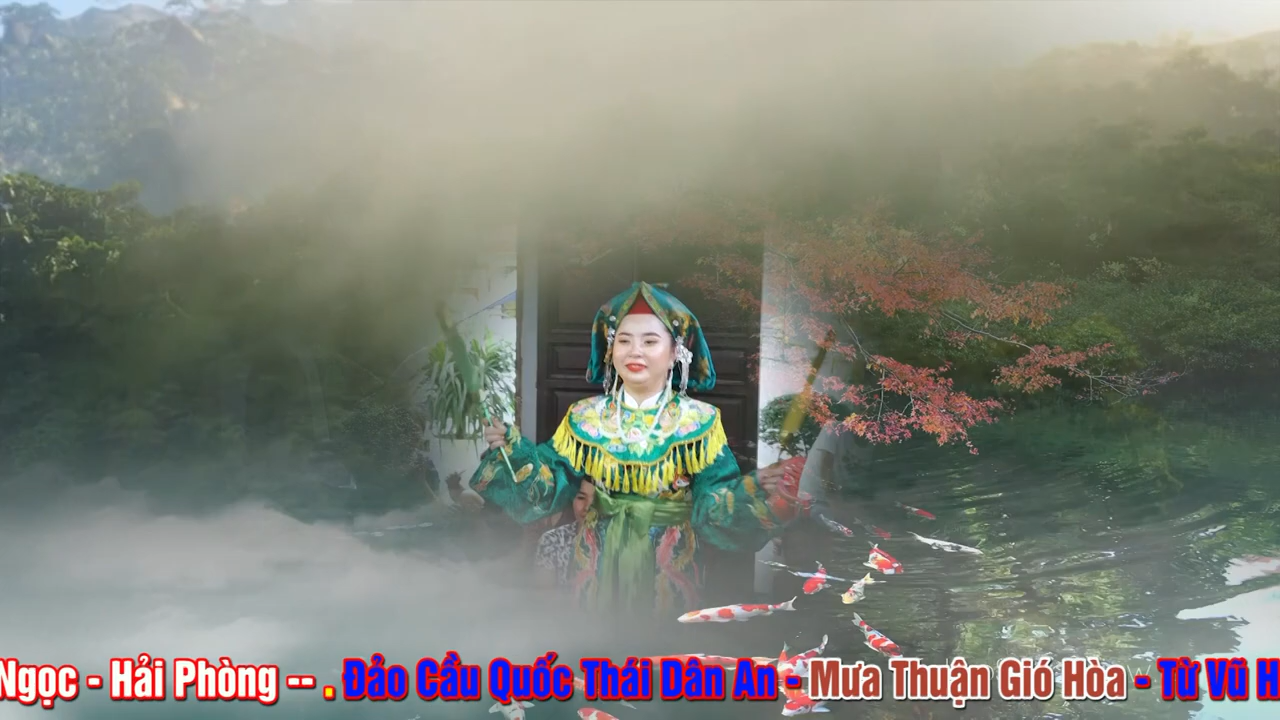 Ngọc - Hải Phòng -- . Đảo Cầu Quốc Thái Dân An - Mưa Thuận Gió Hòa - Từ Vũ H